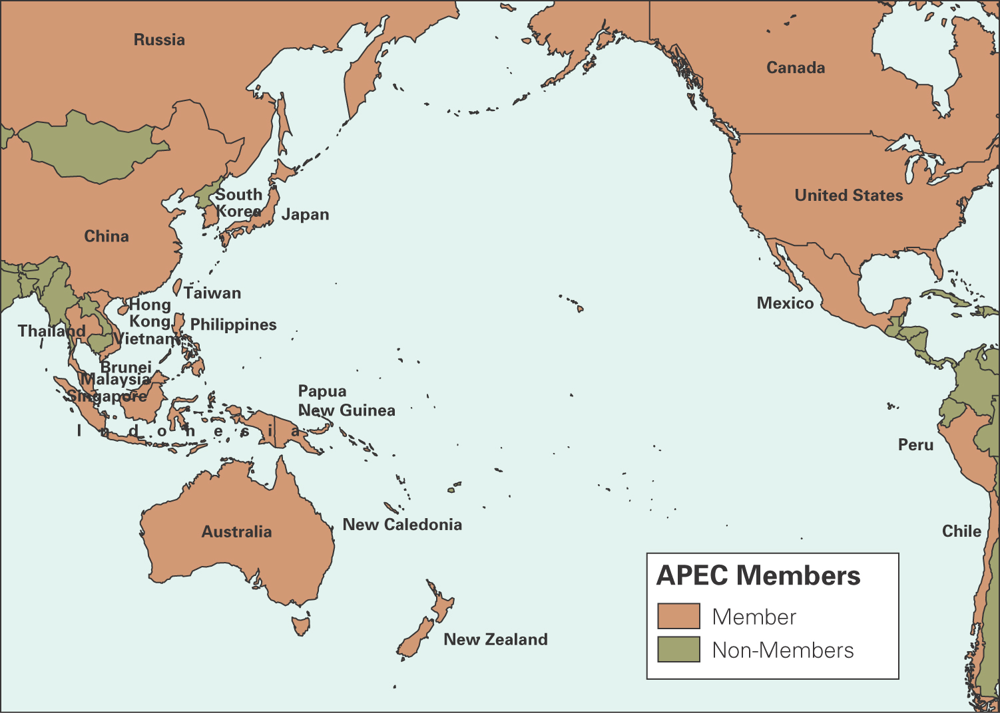 Russia
Canada
South
Korea
Japan
United States
China
Taiwan
Hong
Kong
Mexico
Thailand
Philippines
Vietnam
Brunei
Malaysia
Singapore
Papua
New Guinea
Indonesia
Peru
Australia
New Caledonia
Chile
APEC Members
Member
Non-Members
New Zealand